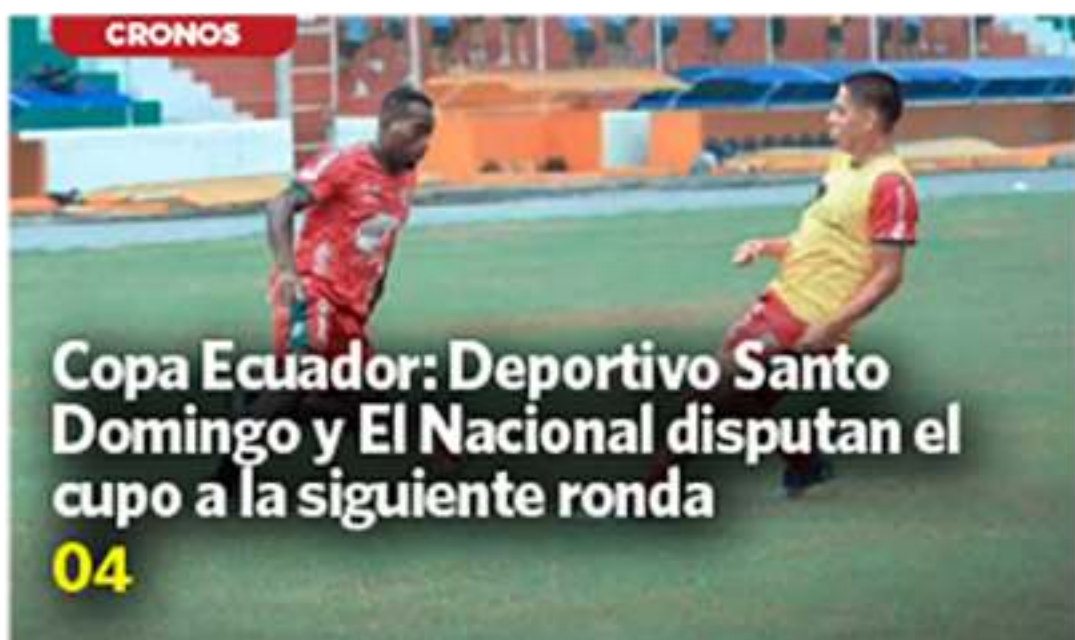 CRONOS
Copa Ecuador: Deportivo Santo
Domingo y El Nacional disputan el
cupo a la siguiente ronda
04